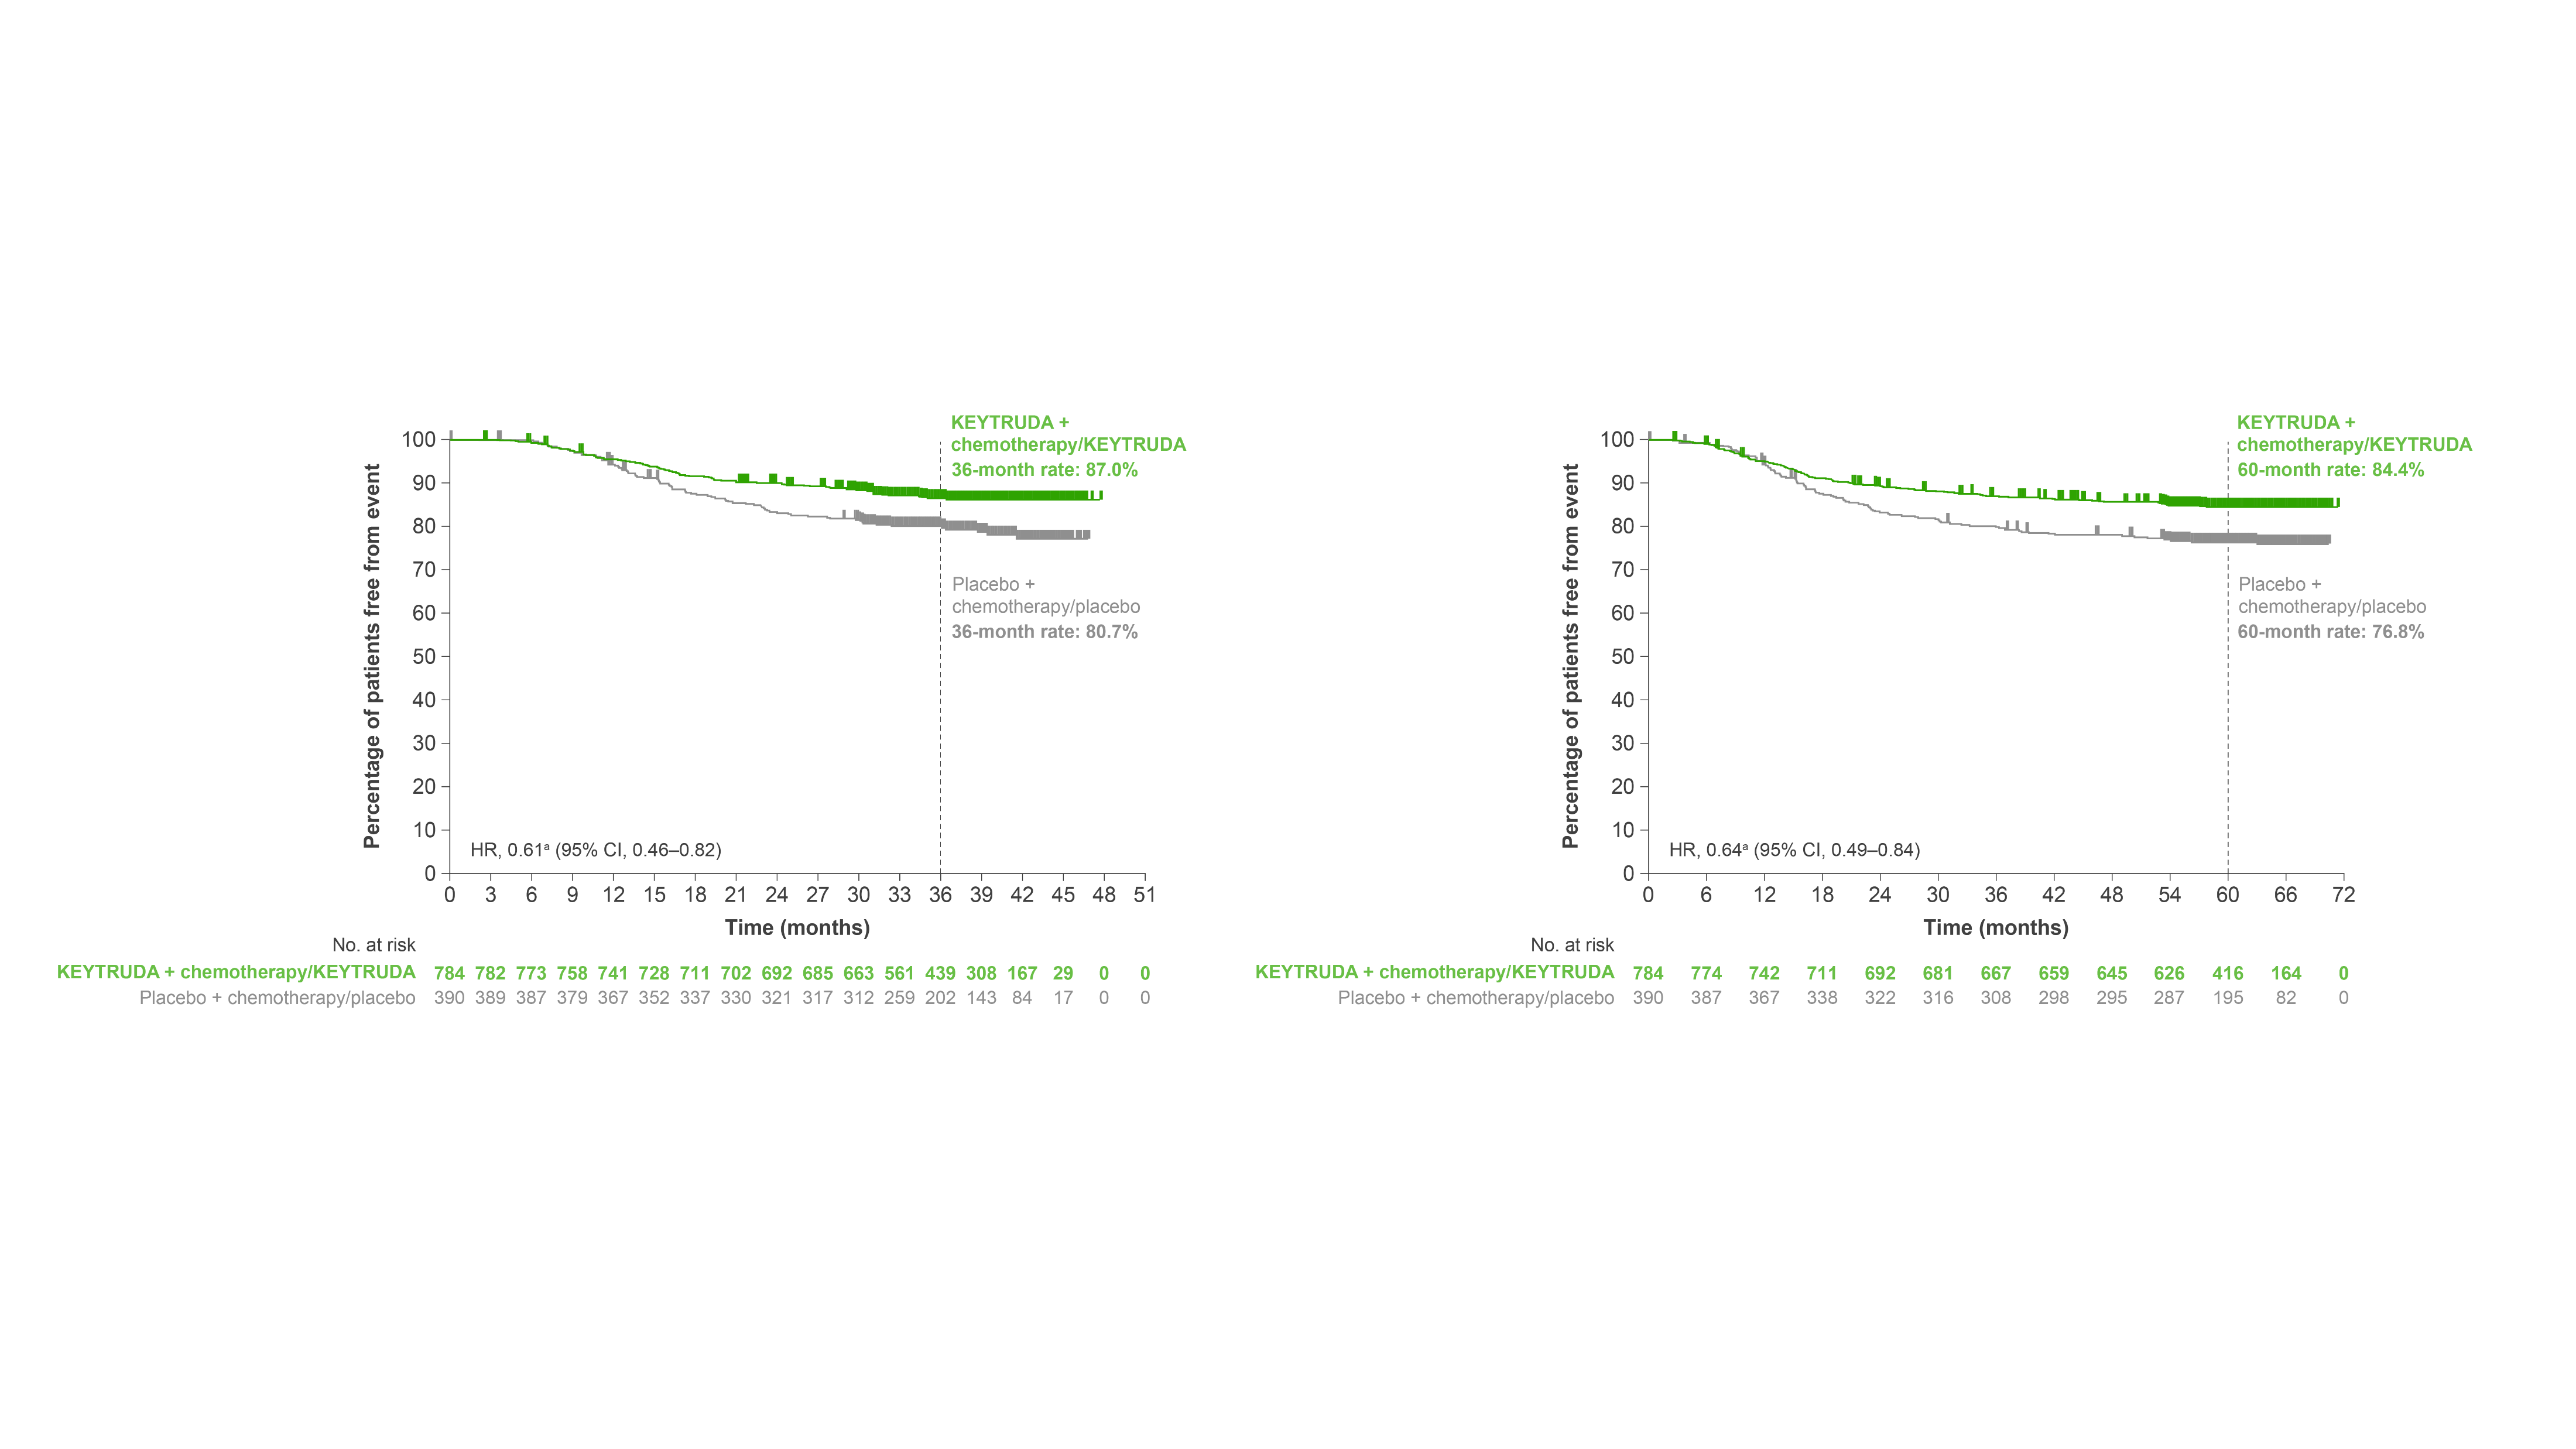 KEYTRUDA +
chemotherapy/KEYTRUDA
36-month rate: 87.0%
Placebo +
chemotherapy/placebo
36-month rate: 80.7%
Percentage of patients free from event
100
90
80
70
60
50
40
30
20
10
0
HR, 0.61ᵃ (95% CI, 0.46–0.82)
0 3 6 9 12 15 18 21 24 27 30 33 36 39 42 45 48 51
Time (months)
No. at risk
KEYTRUDA + chemotherapy/KEYTRUDA 784 782 773 758 741 728 711 702 692 685 663 561 439 308 167 29 0 0
Placebo + chemotherapy/placebo 390 389 387 379 367 352 337 330 321 317 312 259 202 143 84 17 0 0
KEYTRUDA +
chemotherapy/KEYTRUDA
60-month rate: 84.4%
Placebo +
chemotherapy/placebo
60-month rate: 76.8%
Percentage of patients free from event
100
90
80
70
60
50
40
30
20
10
0
HR, 0.64ᵃ (95% CI, 0.49–0.84)
0 6 12 18 24 30 36 42 48 54 60 66 72
Time (months)
No. at risk
KEYTRUDA + chemotherapy/KEYTRUDA 784 774 742 711 692 681 667 659 645 626 416 164 0
Placebo + chemotherapy/placebo 390 387 367 338 322 316 308 298 295 287 195 82 0